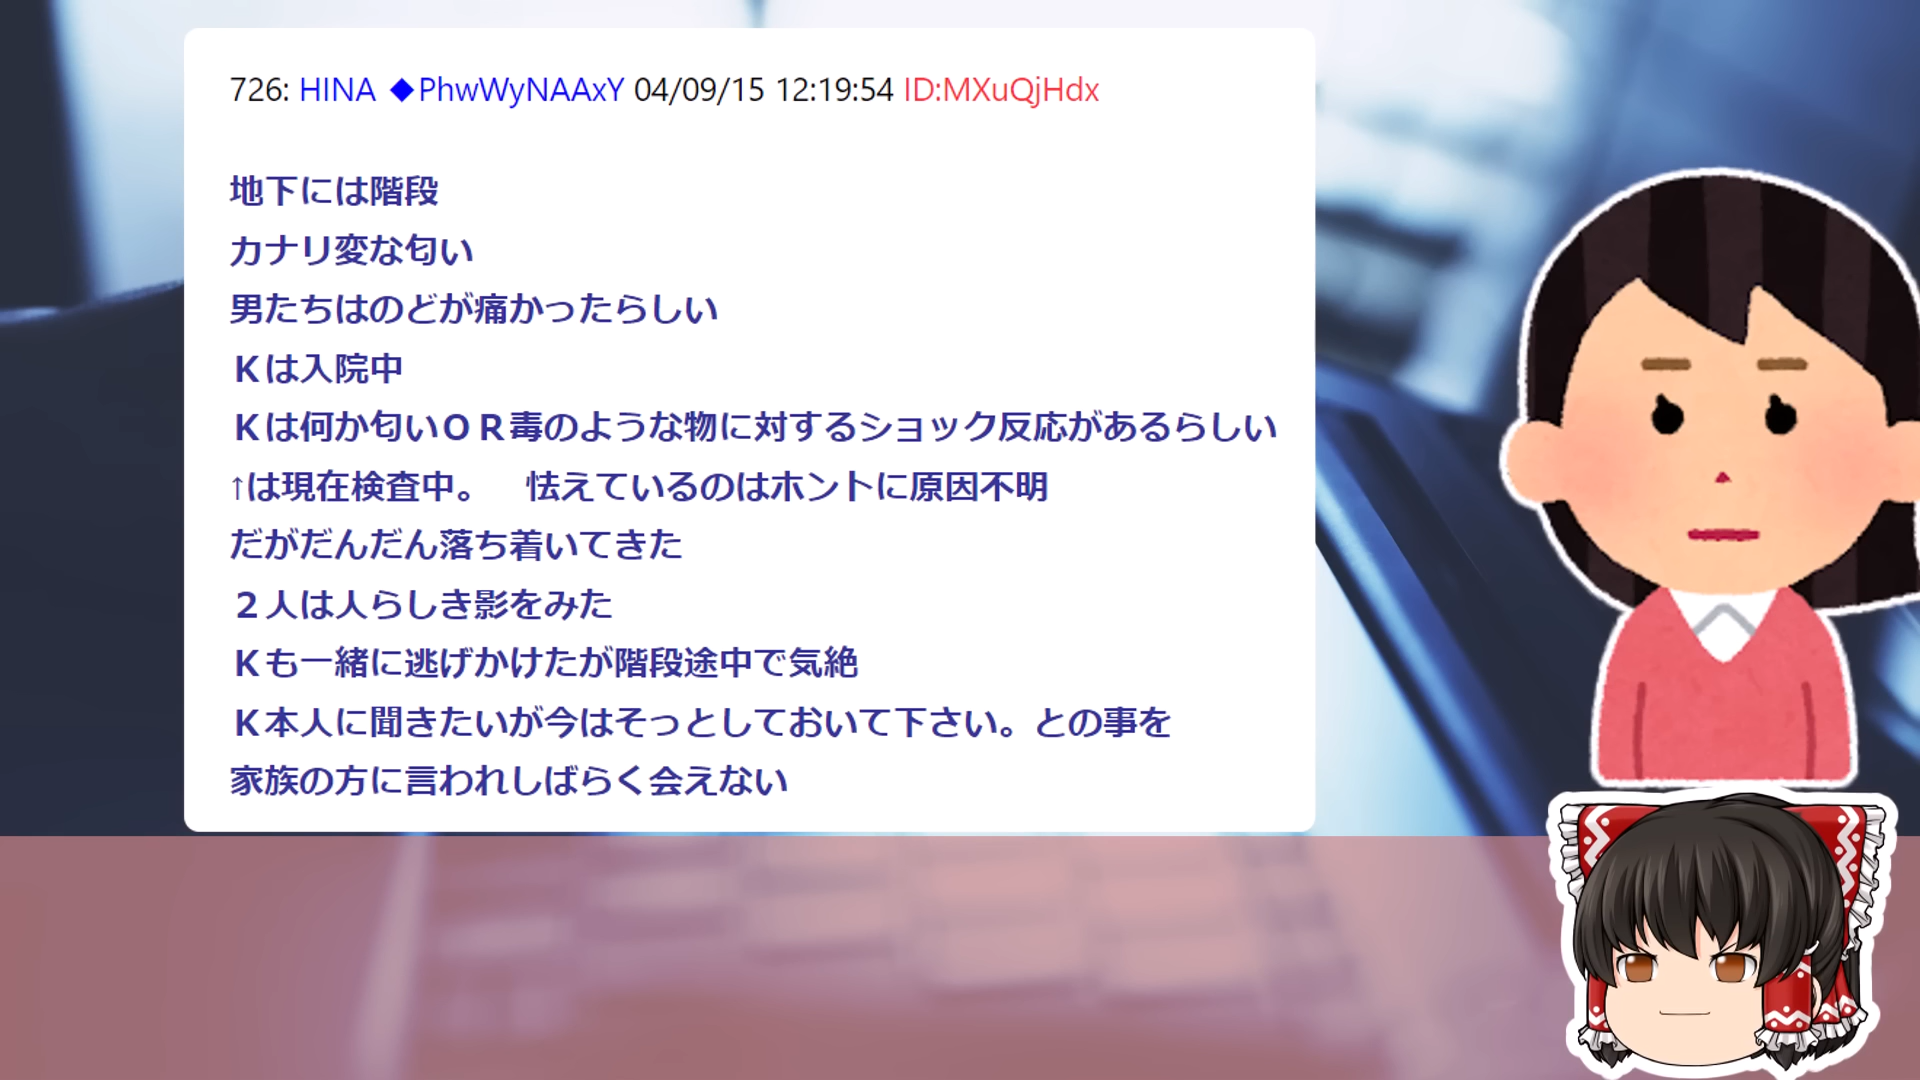 726: HINA ◆PhwWyNAAxY 04/09/15 12:19:54 ID:MXuQjHdx
地下には階段
カナリ変な匂い
男たちはのどが痛かったらしい
Ｋは入院中
Ｋは何か匂いＯＲ毒のような物に対するショック反応があるらしい
↑は現在検査中。　怯えているのはホントに原因不明
だがだんだん落ち着いてきた
２人は人らしき影をみた
Ｋも一緒に逃げかけたが階段途中で気絶
Ｋ本人に聞きたいが今はそっとしておいて下さい。との事を
家族の方に言われしばらく会えない